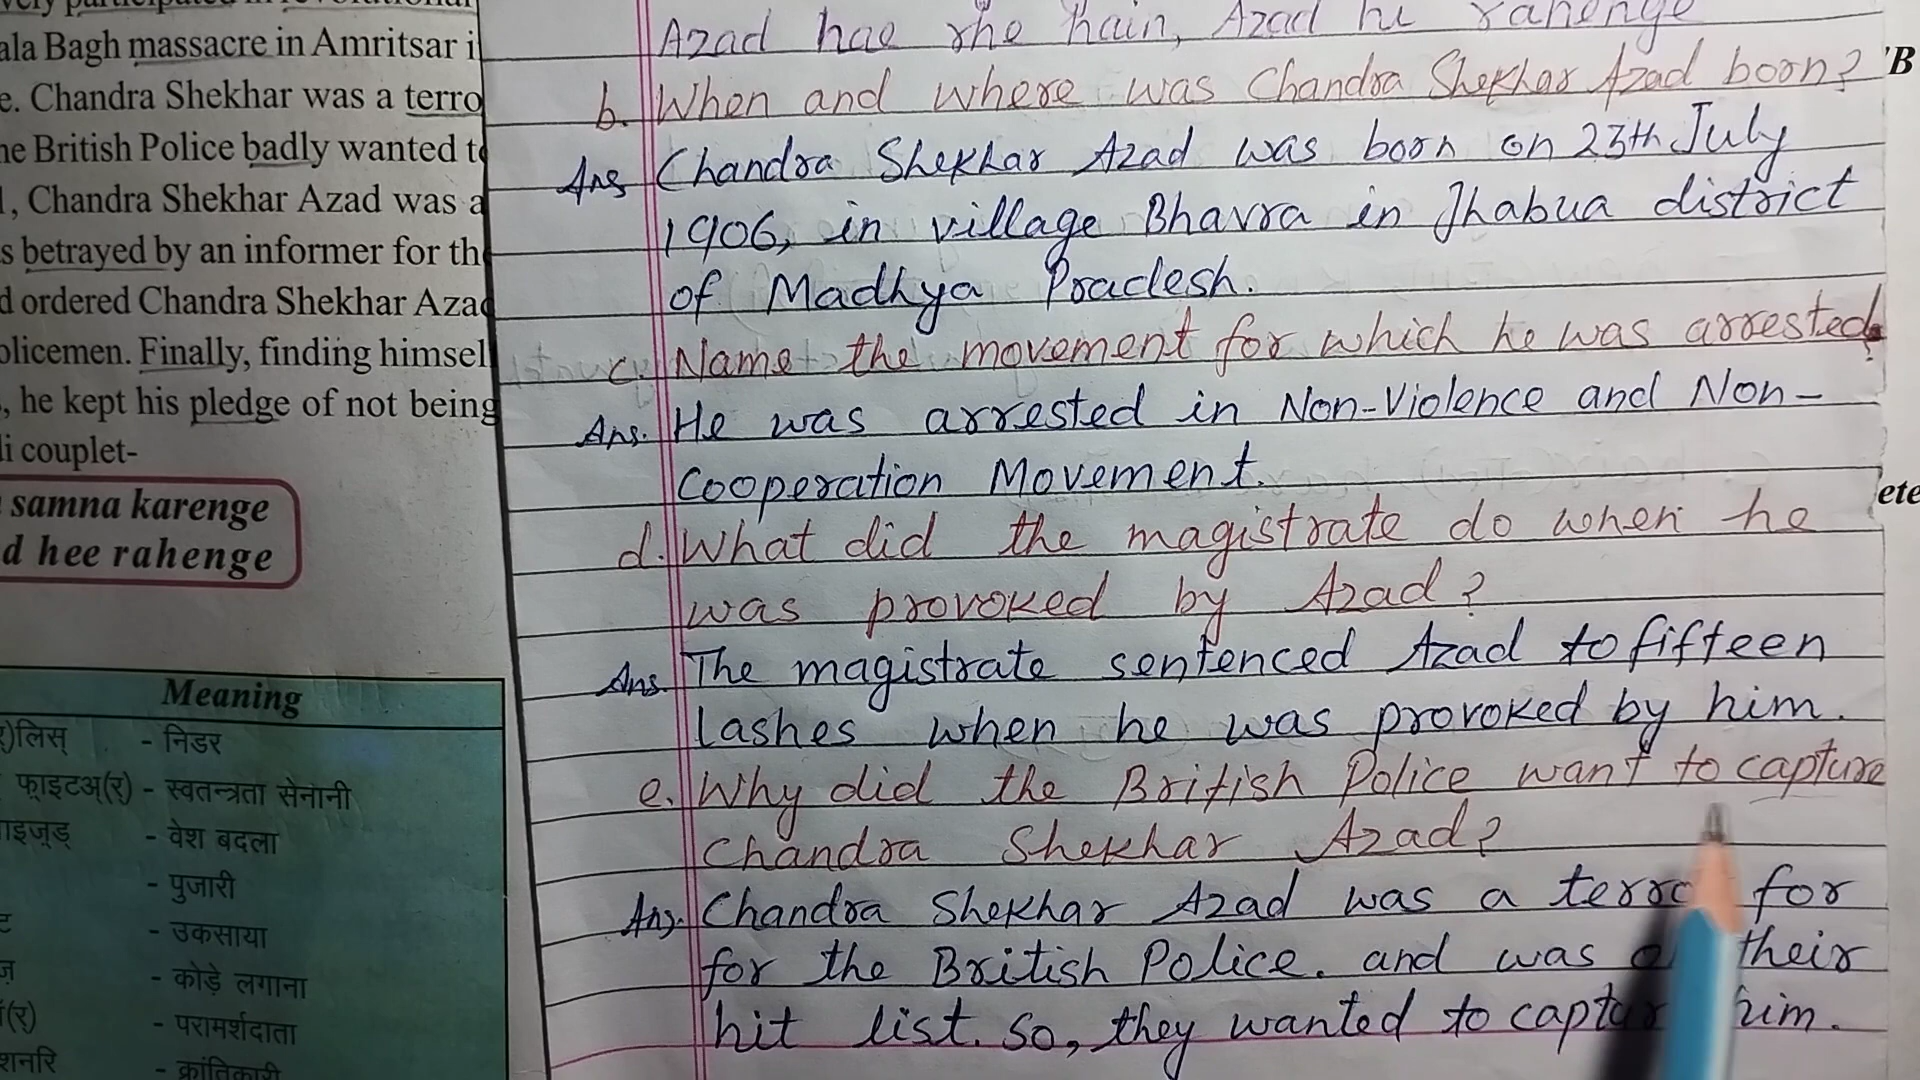 ala Bagh massacre in Amritsar
e. Chandra Shekhar was a
he British Police badly wanted
, Chandra Shekhar Azad was a
s betrayed by an informer for
d ordered Chandra Shekhar
olicemen. Finally, finding
, he kept his pledge of not being
li couplet-
samna karenge
d hee rahenge
Meaning
)लिस् - निडर
फ़ाइटअ(र्) - स्वतन्त्रता सेनानी
- वेश बदला
- पुजारी
- उकसाया
- कोड़े लगाना
(र्) - परामर्शदाता
शनरि - क्रांतिकारी
Azad hae rhe hain, Azad hi rahenge
b. When and where was Chandra Shekhar Azad born?
Ans Chandra Shekhar Azad was born on 23th July
1906, in village Bhavra in Jhabua district
of Madhya Pradesh.
c. Name the movement for which he was arrested?
Ans. He was arrested in Non-Violence and Non-
Cooperation Movement.
d. What did the magistrate do when he
was provoked by Azad?
Ans. The magistrate sentenced Azad to fifteen
lashes when he was provoked by him.
e. Why did the British Police want to capture
Chandra Shekhar Azad?
Ans. Chandra Shekhar Azad was a for
for the British Police. and was their
hit list. so, they wanted to him.
'B
ete